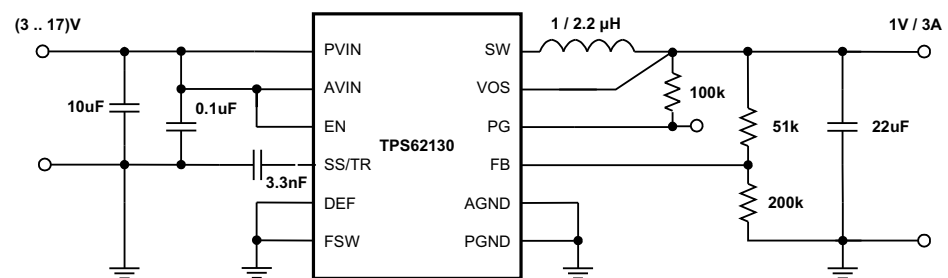 (3 .. 17)V
1 / 2.2 µH
1V / 3A
PVIN
SW
AVIN
VOS
10uF
0.1uF
100k
EN
PG
51k
22uF
TPS62130
SS/TR
FB
3.3nF
DEF
AGND
200k
FSW
PGND